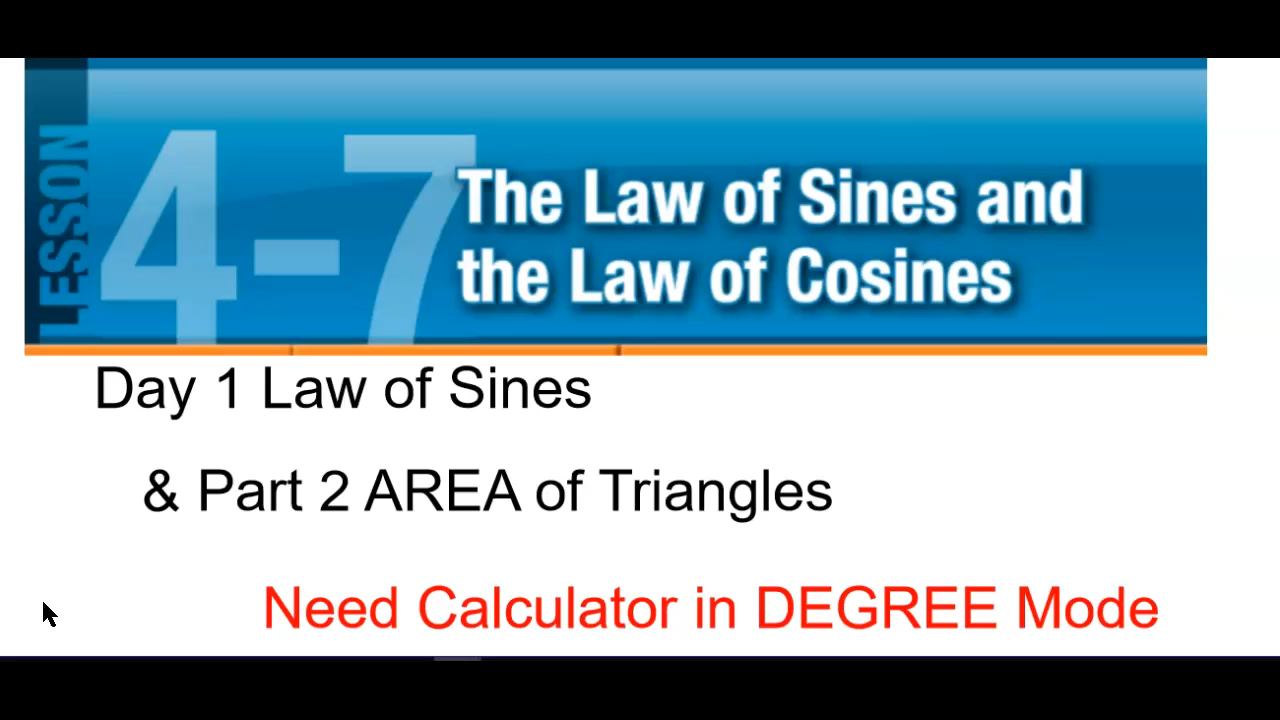 LESSON
4-7
The Law of Sines and
the Law of Cosines
Day 1 Law of Sines
& Part 2 AREA of Triangles
Need Calculator in DEGREE Mode